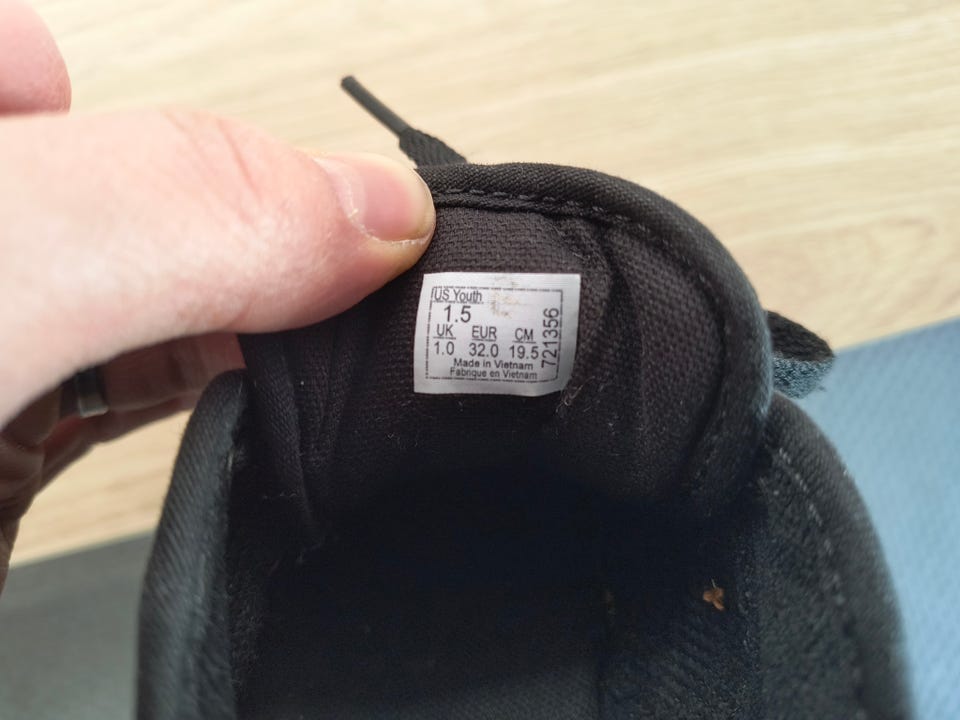 US Youth
1.5
UK EUR CM
1.0 32.0 19.5
Made in Vietnam
Fabrique en Vietnam
721356